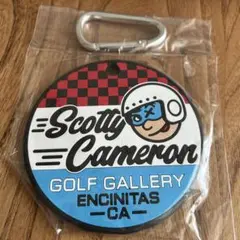 Scotty
Cameron
GOLF GALLERY
ENCINITAS
-CA-